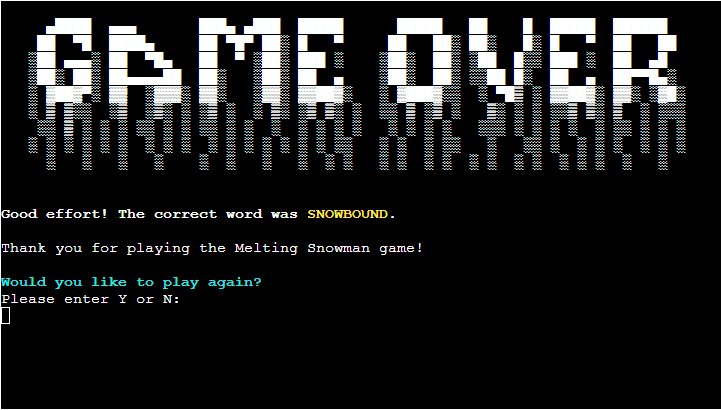 GAME OVER
Good effort! The correct word was SNOWBOUND.
Thank you for playing the Melting Snowman game!
Would you like to play again?
Please enter Y or N: